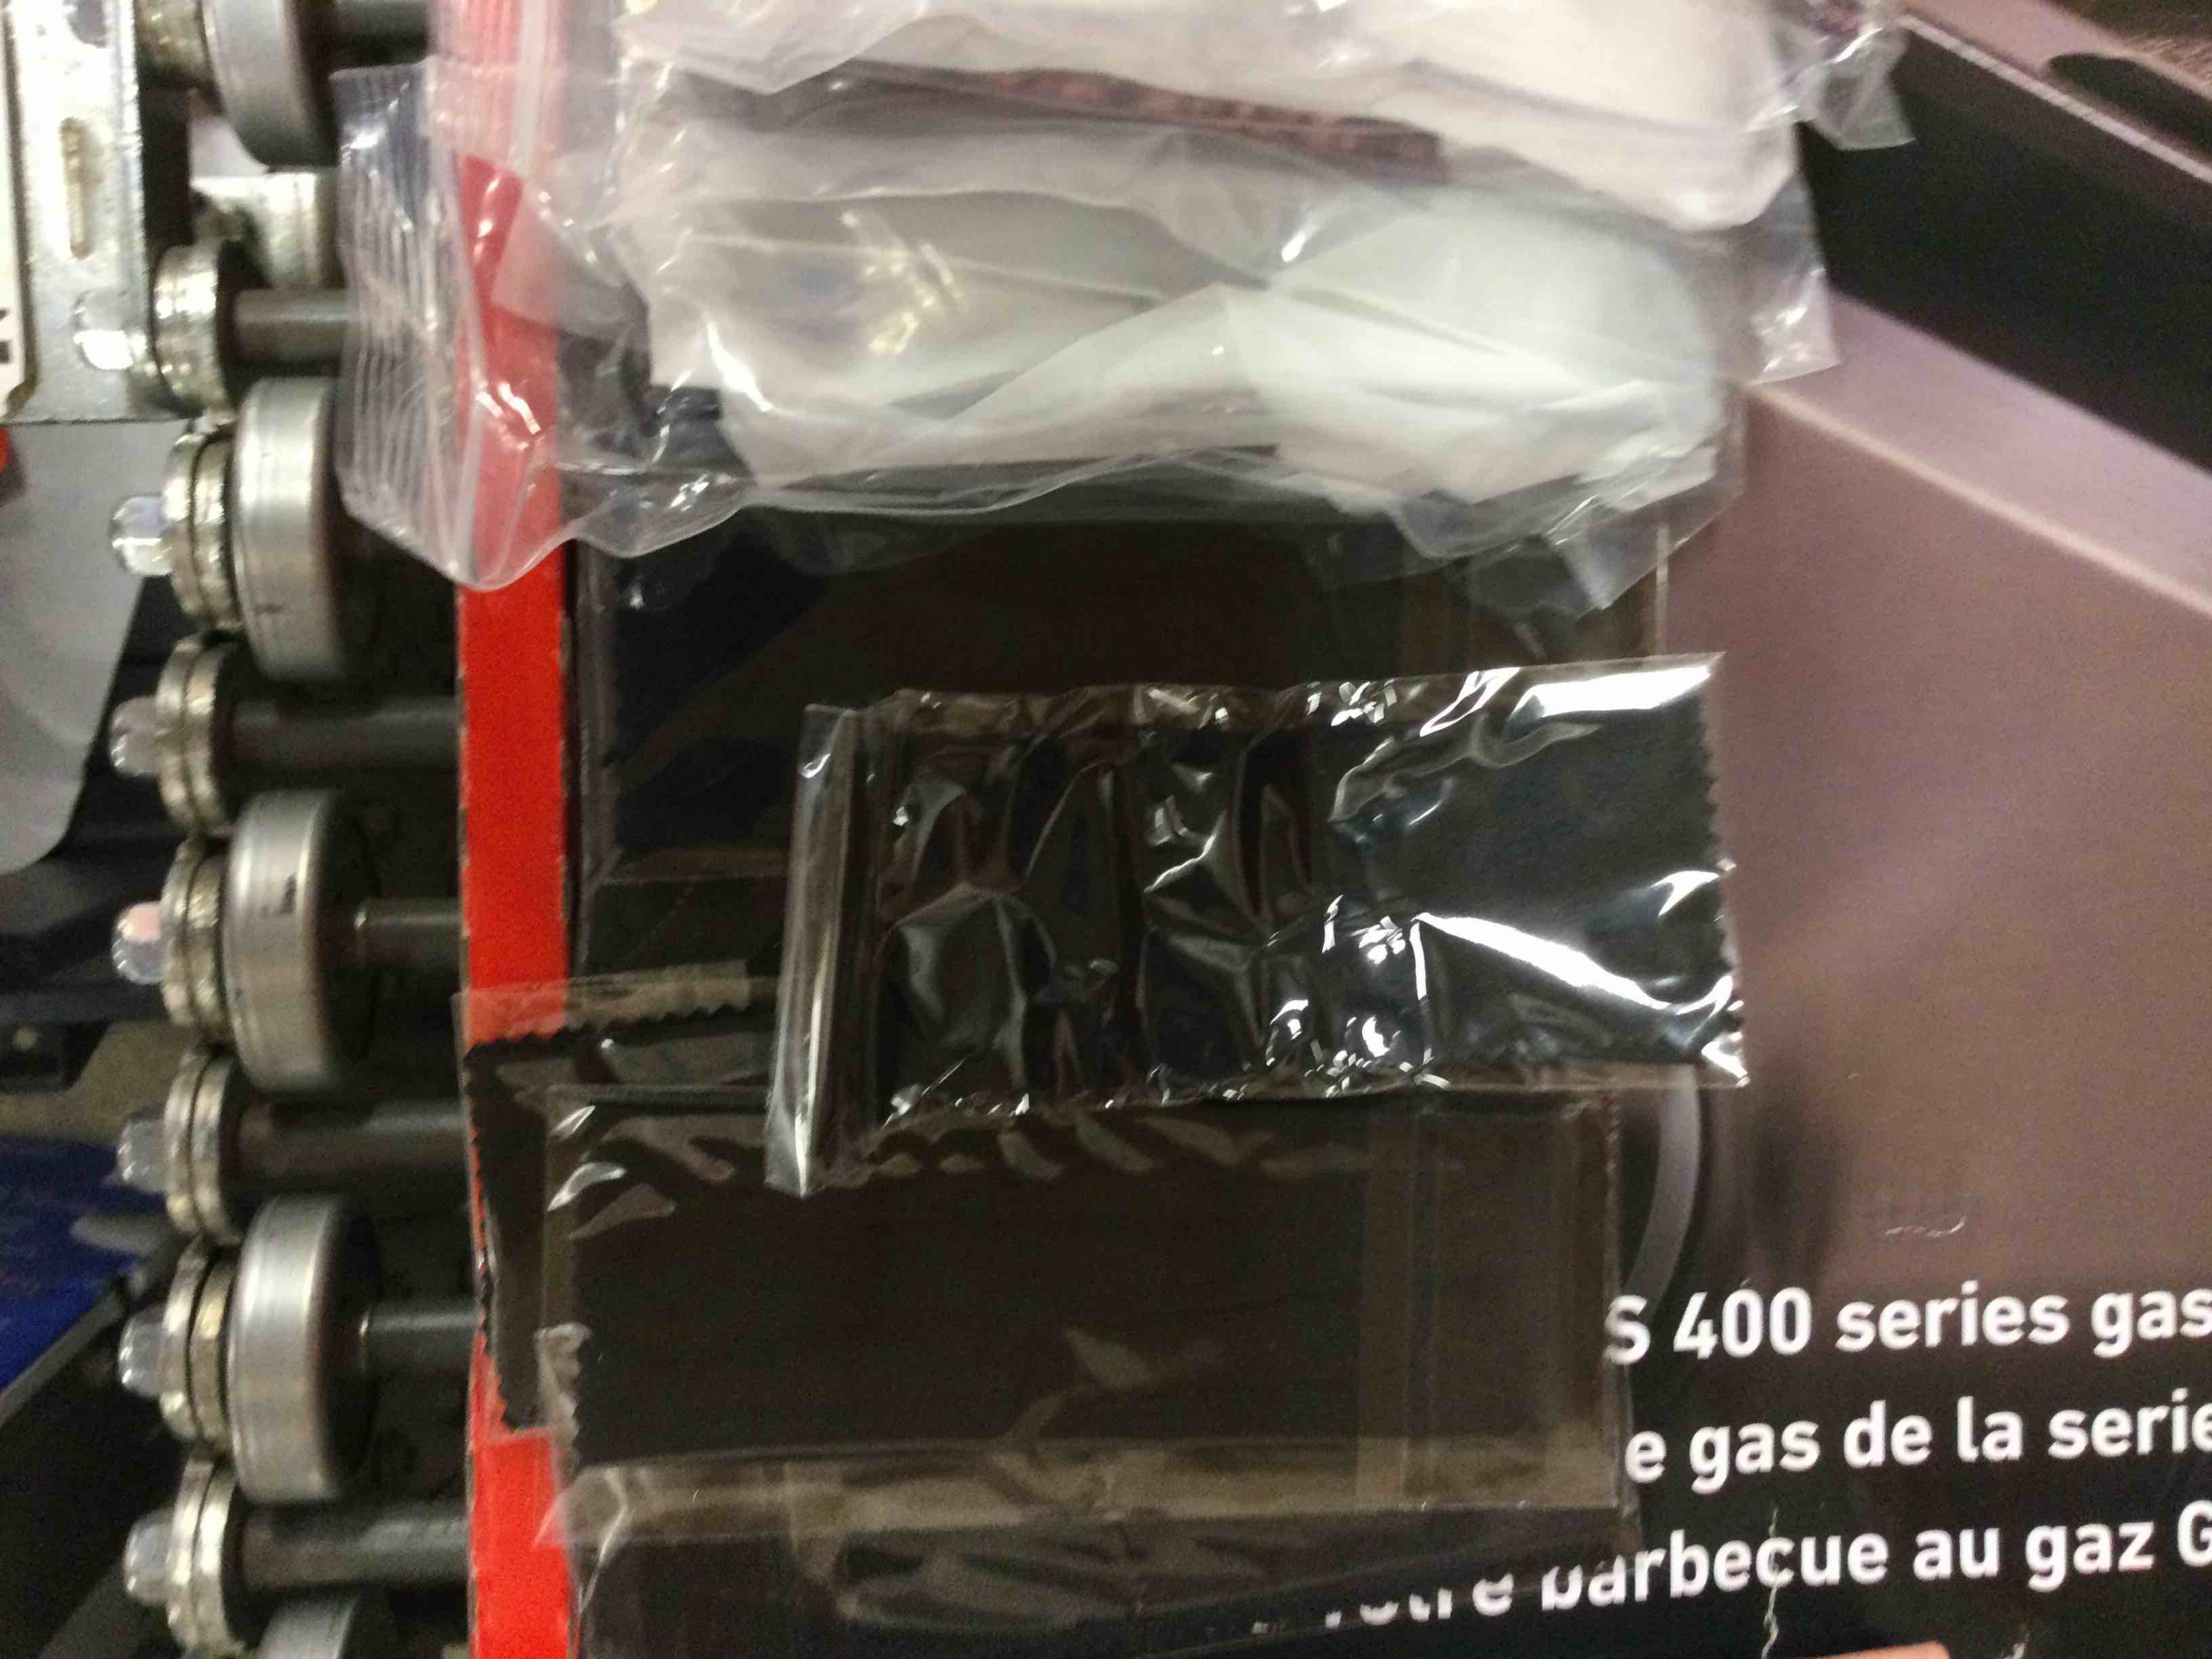 S 400 series gas
e gas de la serie
barbecue au gaz G